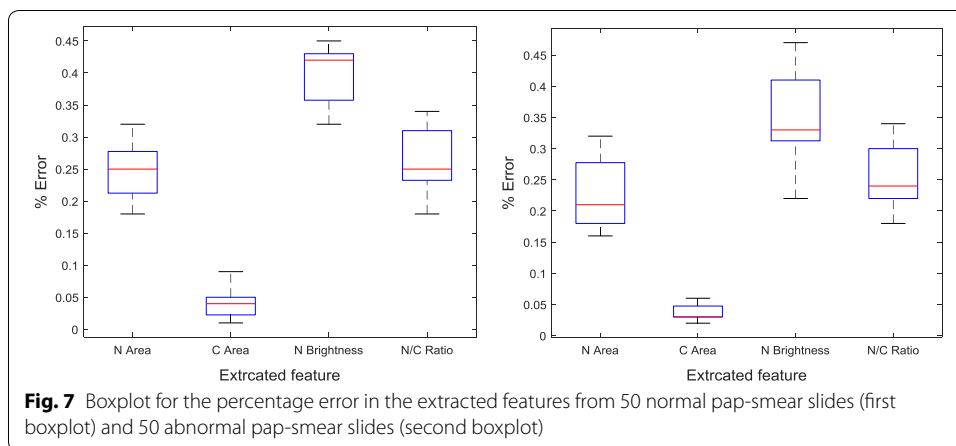 0.45
0.4
0.35
0.3
0.25
0.2
0.15
0.1
0.05
0
% Error
N Area C Area N Brightness N/C Ratio
Extrcated feature
0.5
0.45
0.4
0.35
0.3
0.25
0.2
0.15
0.1
0.05
0
% Error
N Area C Area N Brightness N/C Ratio
Extrcated feature
Fig. 7 Boxplot for the percentage error in the extracted features from 50 normal pap-smear slides (first
boxplot) and 50 abnormal pap-smear slides (second boxplot)